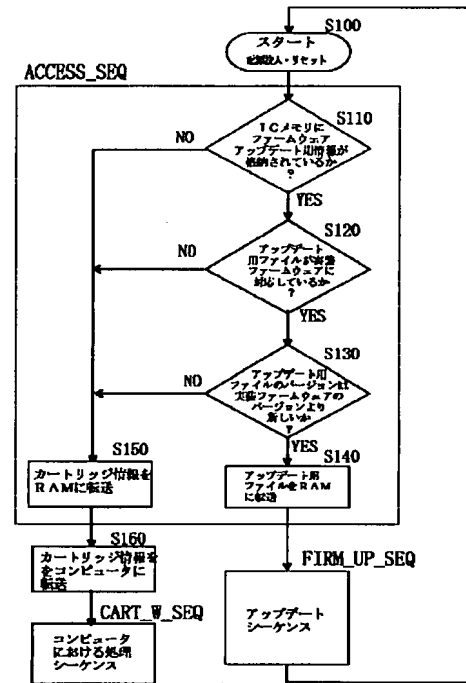 S100
スタート
・リセット
ACCESS_SEQ
S110
ICメモリに
ファームウェア
アップデート用情報が
格納されているか
?
NO
YES
S120
アップデート
用ファイルが実装
ファームウェアに
対応しているか
?
NO
YES
S130
アップデート用
ファイルのバージョンは
実装ファームウェアの
バージョンより
新しいか
?
NO
YES
S150
カートリッジ情報を
RAMに転送
S140
アップデート用
ファイルをRAM
に転送
S160
カートリッジ情報を
をコンピュータに
転送
FIRM_UP_SEQ
アップデート
シーケンス
CART_W_SEQ
コンピュータ
における処理
シーケンス